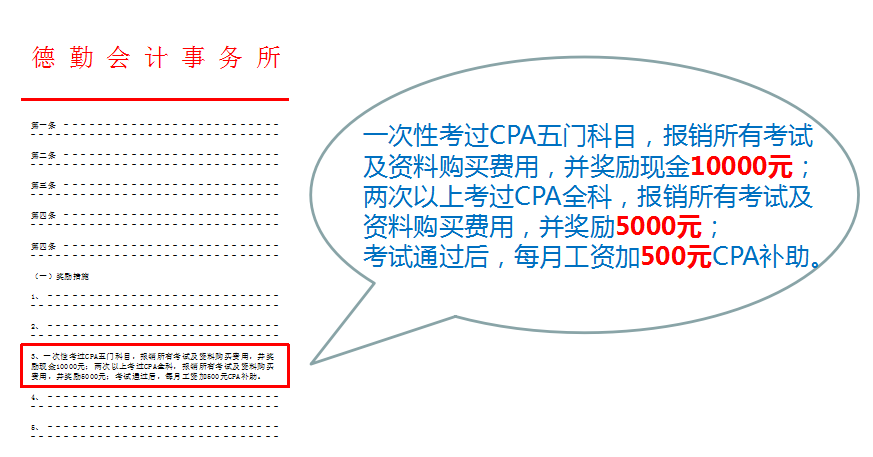 德勤会计事务所
第一条
第二条
第三条
第四条
第四条
（一）奖励措施
1、
2、
3、一次性考过CPA五门科目，报销所有考试及资料购买费用，并奖
励现金10000元；两次以上考过CPA全科，报销所有考试及资料购买
费用，并奖励5000元；考试通过后，每月工资加500元CPA补助。
4、
5、
一次性考过CPA五门科目，报销所有考试
及资料购买费用，并奖励现金10000元；
两次以上考过CPA全科，报销所有考试及
资料购买费用，并奖励5000元；
考试通过后，每月工资加500元CPA补助。